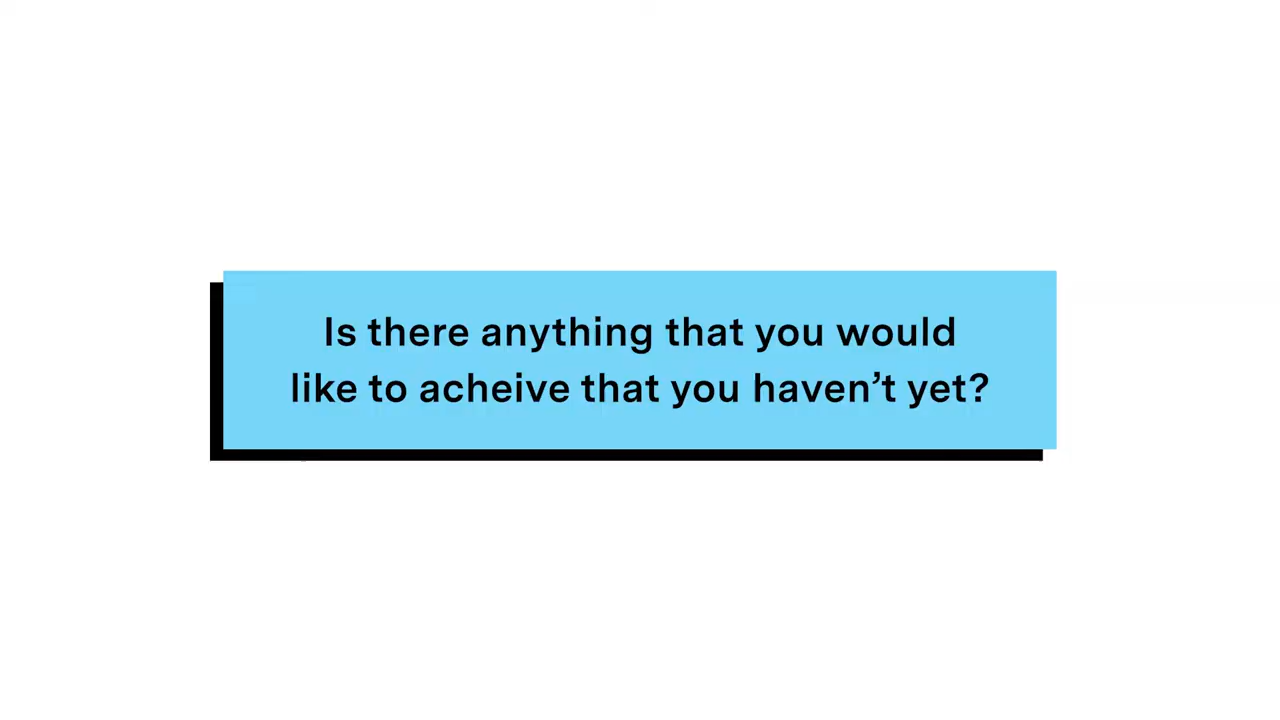 Is there anything that you would
like to acheive that you haven’t yet?